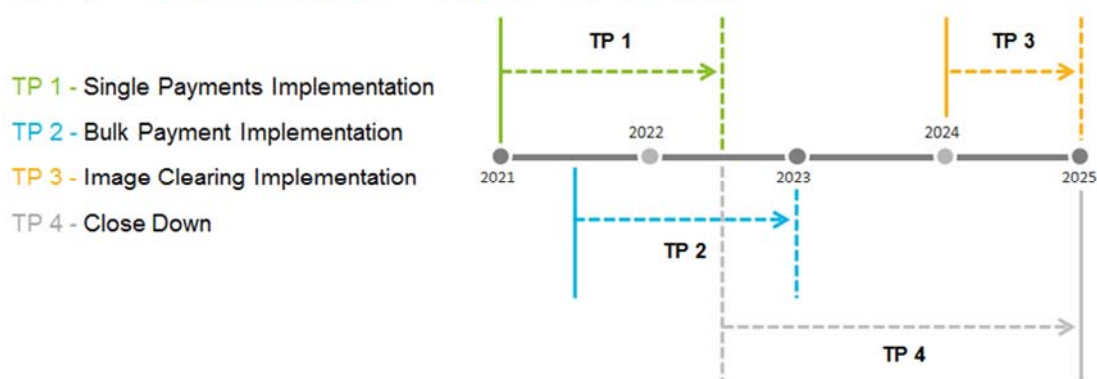 TP 1 - Single Payments Implementation
TP 2 - Bulk Payment Implementation
TP 3 - Image Clearing Implementation
TP 4 - Close Down
TP 1
TP 3
2022
2024
2021
2023
2025
TP 2
TP 4